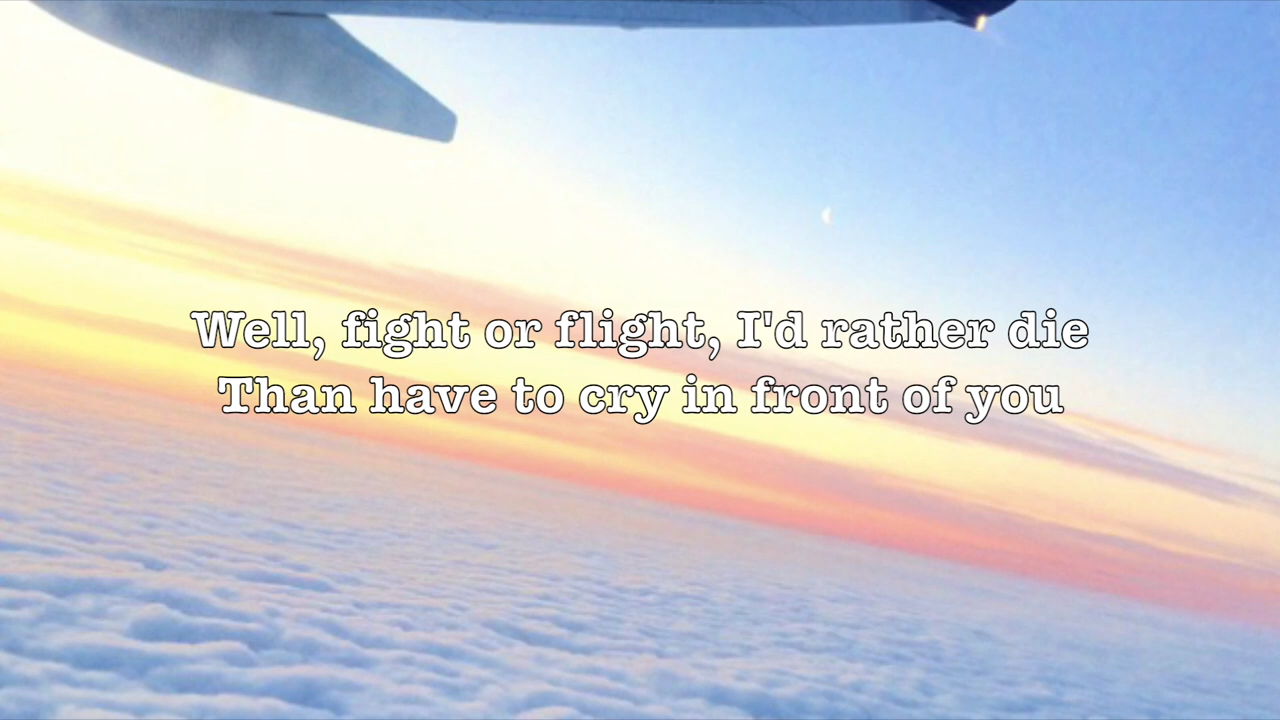 Well, fight or flight, I'd rather die
Than have to cry in front of you